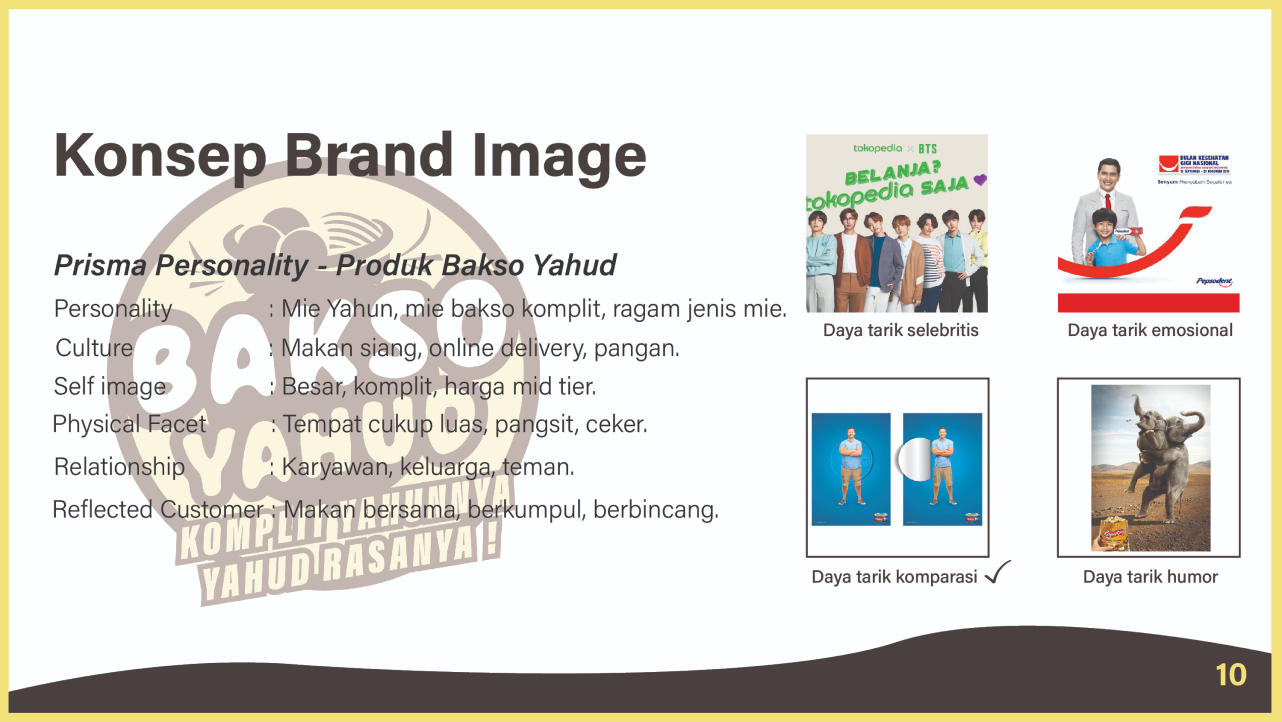 Konsep Brand Image
Prisma Personality - Produk Bakso Yahud
Personality : Mie Yahun, mie bakso komplit, ragam jenis mie.
Culture : Makan siang, online delivery, pangan.
Self image : Besar, komplit, harga mid tier.
Physical Facet : Tempat cukup luas, pangsit, ceker.
Relationship : Karyawan, keluarga, teman.
Reflected Customer : Makan bersama, berkumpul, berbincang.
BAKSO
YAHUD
KOMPLIT YAHUNNYA
YAHUD RASANYA !
tokopedia x BTS
BELANJA?
tokopedia SAJA
Daya tarik selebritis
BULAN KESEHATAN
GIGI NASIONAL
Pepsodent
Daya tarik emosional
Daya tarik komparasi
Daya tarik humor
10